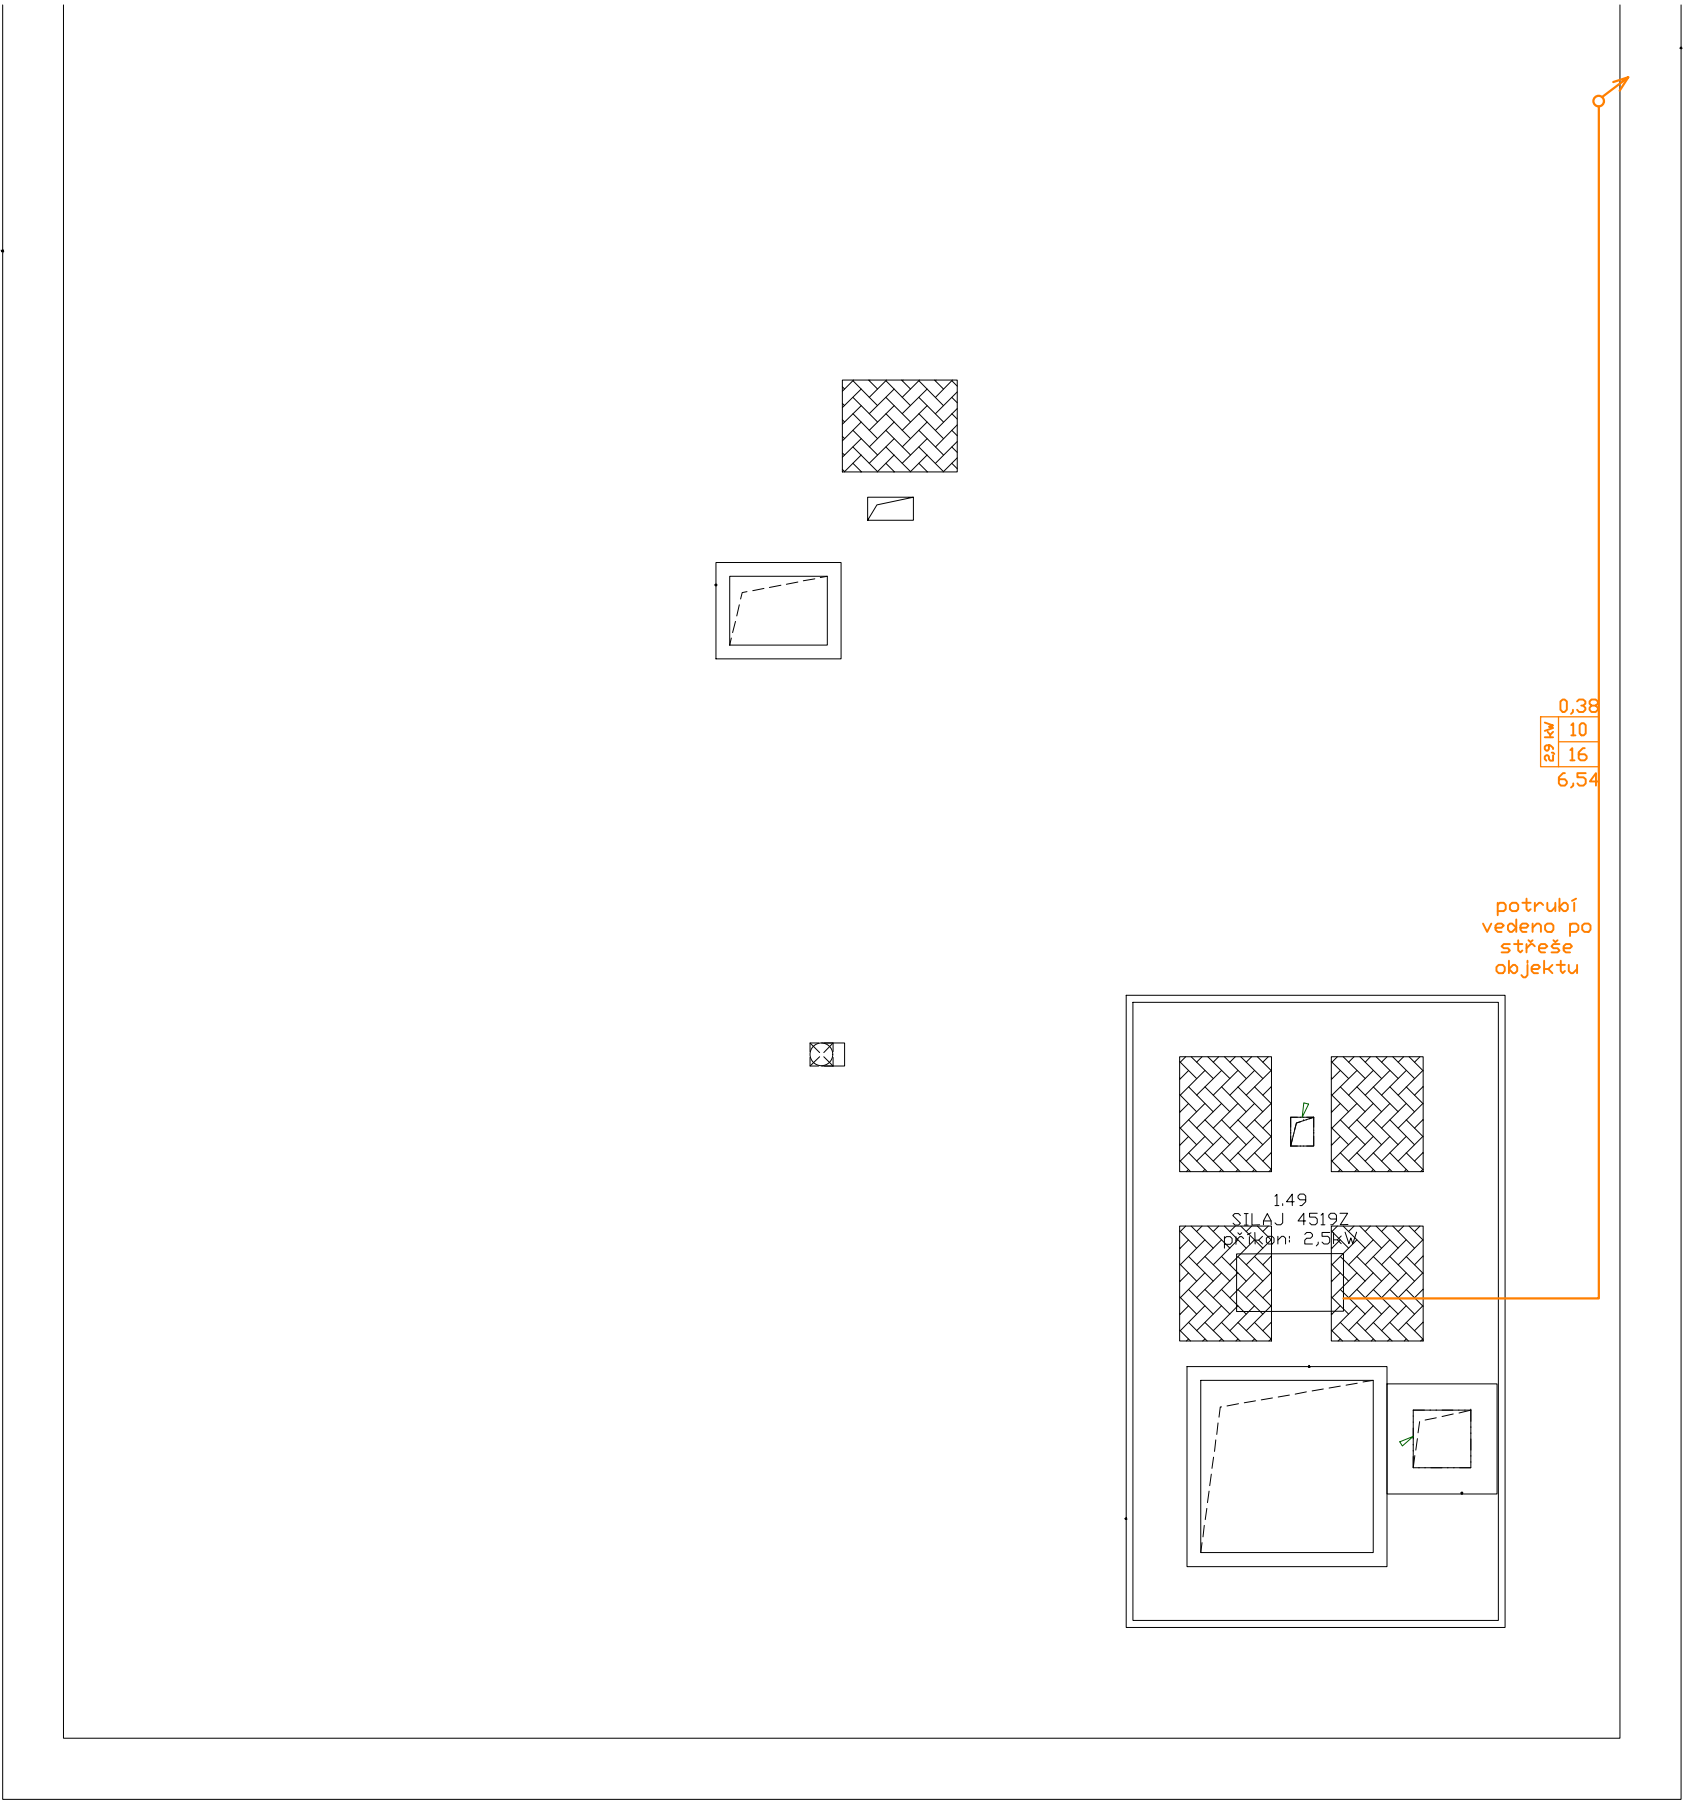 0,38
2,9 kW
10
16
6,54
potrubí
vedeno po
střeše
objektu
1.49
SILAJ 4519Z
příkon: 2,5kW